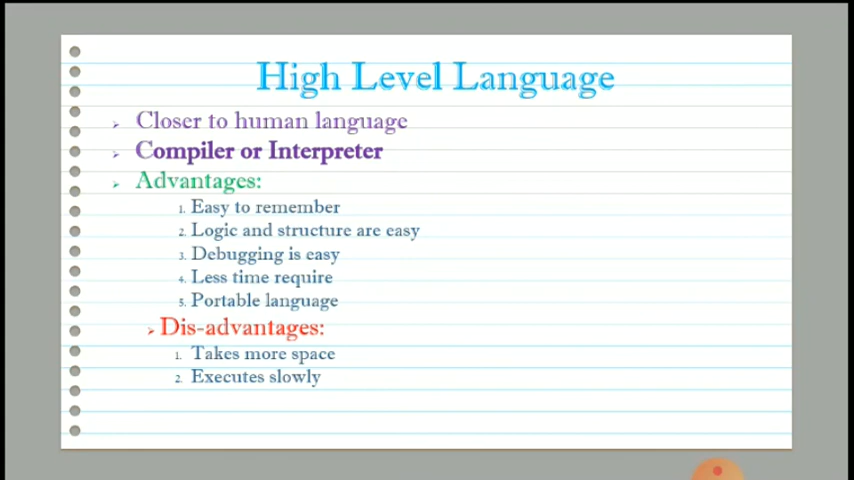 High Level Language
➢ Closer to human language
➢ Compiler or Interpreter
➢ Advantages:
1. Easy to remember
2. Logic and structure are easy
3. Debugging is easy
4. Less time require
5. Portable language
➢ Dis-advantages:
1. Takes more space
2. Executes slowly